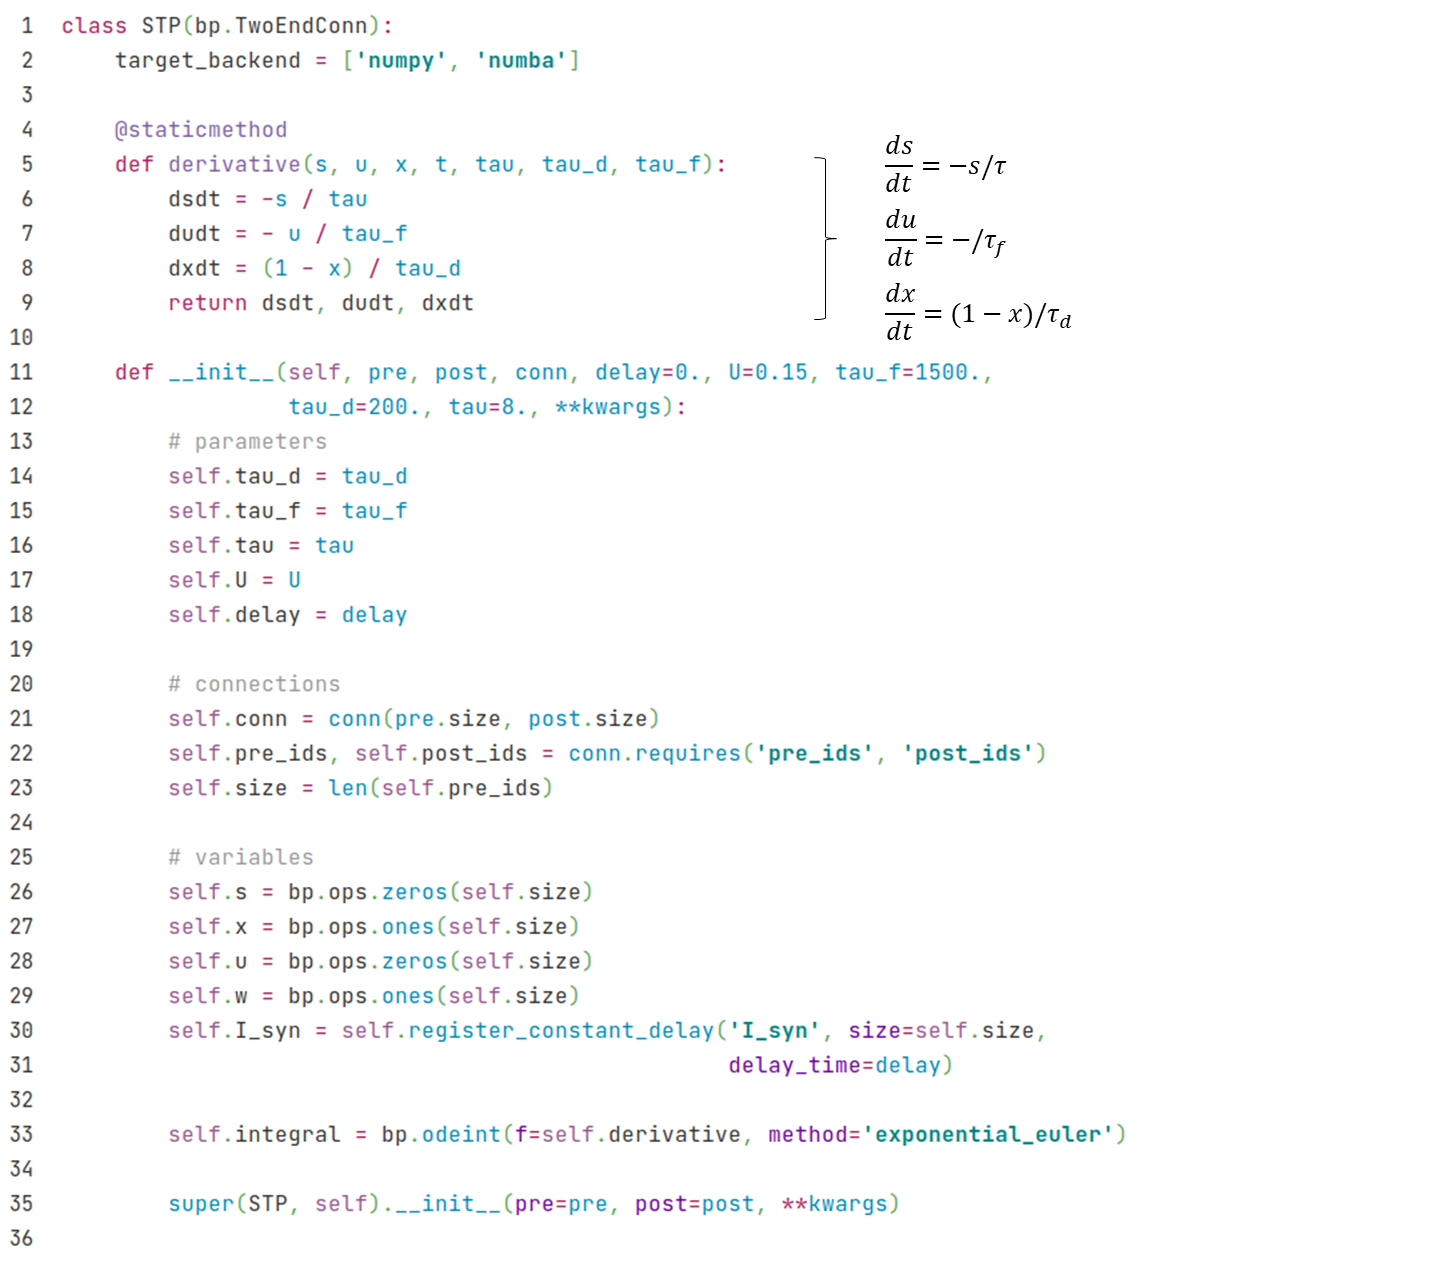 1 class STP(bp.TwoEndConn):
2 target_backend = ['numpy', 'numba']
3
4 @staticmethod
5 def derivative(s, u, x, t, tau, tau_d, tau_f):
6 dsdt = -s / tau
7 dudt = - u / tau_f
8 dxdt = (1 - x) / tau_d
9 return dsdt, dudt, dxdt
ds/dt = −s/τ
du/dt = −/τ_f
dx/dt = (1 − x)/τ_d
10
11 def __init__(self, pre, post, conn, delay=0., U=0.15, tau_f=1500.,
12 tau_d=200., tau=8., **kwargs):
13 # parameters
14 self.tau_d = tau_d
15 self.tau_f = tau_f
16 self.tau = tau
17 self.U = U
18 self.delay = delay
19
20 # connections
21 self.conn = conn(pre.size, post.size)
22 self.pre_ids, self.post_ids = conn.requires('pre_ids', 'post_ids')
23 self.size = len(self.pre_ids)
24
25 # variables
26 self.s = bp.ops.zeros(self.size)
27 self.x = bp.ops.ones(self.size)
28 self.u = bp.ops.zeros(self.size)
29 self.w = bp.ops.ones(self.size)
30 self.I_syn = self.register_constant_delay('I_syn', size=self.size,
31 delay_time=delay)
32
33 self.integral = bp.odeint(f=self.derivative, method='exponential_euler')
34
35 super(STP, self).__init__(pre=pre, post=post, **kwargs)
36